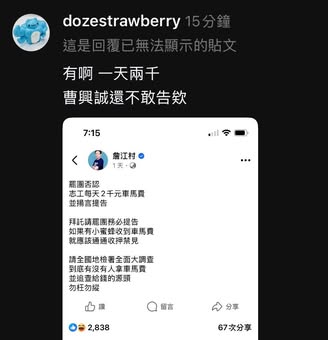 dozestrawberry 15分鐘
這是回覆已無法顯示的貼文
有啊 一天兩千
曹興誠還不敢告欸
7:15
詹江村
1天
罷團否認
志工每天2千元車馬費
並揚言提告
拜託請罷團務必提告
如果有小蜜蜂收到車馬費
就應該通通收押禁見
請全國地檢署全面大調查
到底有沒有人拿車馬費
並追查給錢的源頭
勿枉勿縱
讚 留言 分享
2,838 67次分享